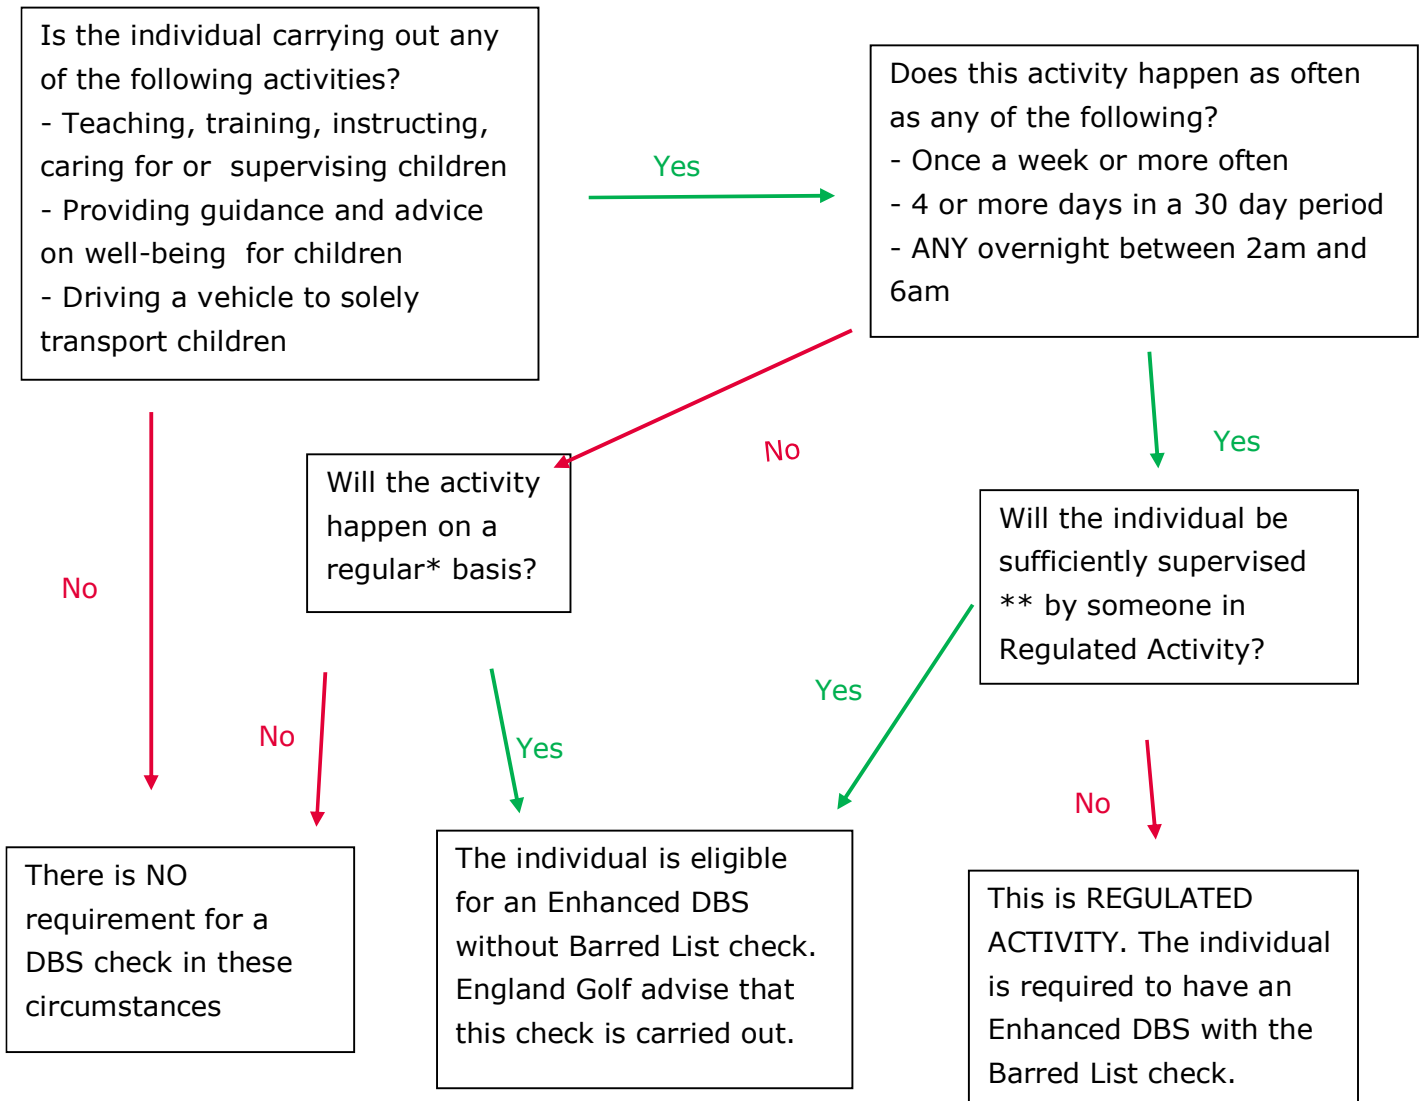 Is the individual carrying out any
of the following activities?
- Teaching, training, instructing,
caring for or  supervising children
- Providing guidance and advice
on well-being  for children
- Driving a vehicle to solely
transport children
Yes
Does this activity happen as often
as any of the following?
- Once a week or more often
- 4 or more days in a 30 day period
- ANY overnight between 2am and
6am
No
No
Yes
Will the activity
happen on a
regular* basis?
Will the individual be
sufficiently supervised
** by someone in
Regulated Activity?
No
Yes
Yes
No
There is NO
requirement for a
DBS check in these
circumstances
The individual is eligible
for an Enhanced DBS
without Barred List check.
England Golf advise that
this check is carried out.
This is REGULATED
ACTIVITY. The individual
is required to have an
Enhanced DBS with the
Barred List check.